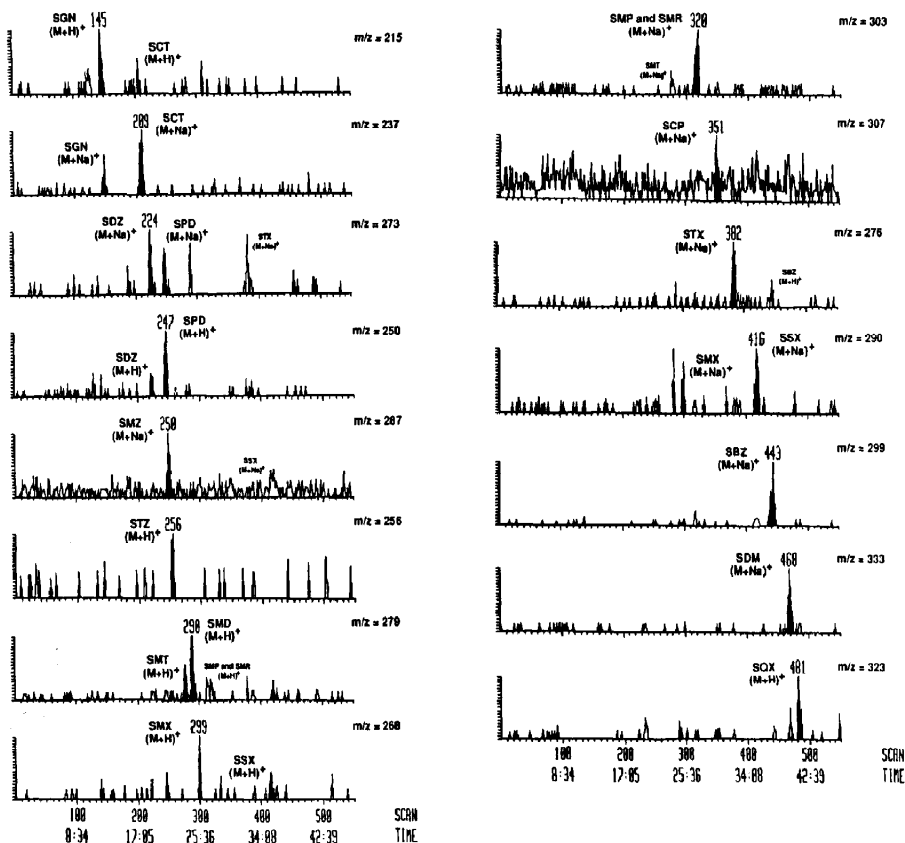 SGN 145
(M+H)+
SCT
(M+H)+
m/z = 215
209 SCT
(M+Na)+
SGN
(M+Na)+
m/z = 237
SDZ 224 SPD
(M+Na)+ (M+Na)+
STX
(M+Na)+
m/z = 273
247 SPD
(M+H)+
SDZ
(M+H)+
m/z = 250
SMZ 250
(M+Na)+
SSX
(M+Na)+
m/z = 287
STZ 256
(M+H)+
m/z = 256
290 SMD
(M+H)+
SMT
(M+H)+
SMP and SMR
(M+H)+
m/z = 279
SMX 299
(M+H)+
SSX
(M+H)+
m/z = 268
100 200 300 400 500 SCAN
8:34 17:05 25:36 34:08 42:39 TIME
SMP and SMR 320
(M+Na)+
SMT
(M+Na)+
m/z = 303
SCP 351
m/z = 307
(M+Na)+
STX 382
(M+Na)+
SBZ
(M+H)+
m/z = 276
416 SSX
(M+Na)+
SMX
(M+Na)+
m/z = 290
SBZ 443
(M+Na)+
m/z = 299
SDM 460
(M+Na)+
m/z = 333
SQX 481
(M+H)+
m/z = 323
100 200 300 400 500 SCAN
8:34 17:05 25:36 34:08 42:39 TIME